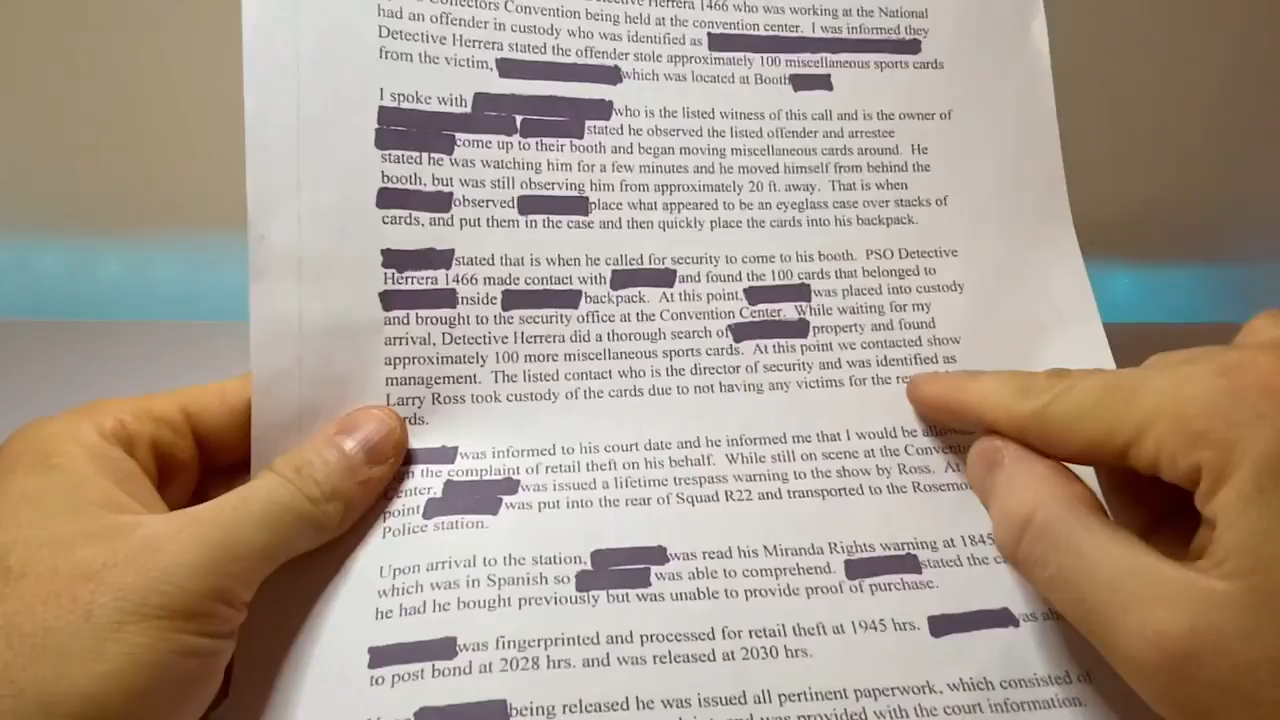 Collectors Convention being held at the convention center. I was informed they
Herrera 1466 who was working at the National
had an offender in custody who was identified as
Detective Herrera stated the offender stole approximately 100 miscellaneous sports cards
from the victim, which was located at Booth
I spoke with who is the listed witness of this call and is the owner of
stated he observed the listed offender and arrestee
come up to their booth and began moving miscellaneous cards around. He
stated he was watching him for a few minutes and he moved himself from behind the
booth, but was still observing him from approximately 20 ft. away. That is when
observed place what appeared to be an eyeglass case over stacks of
cards, and put them in the case and then quickly place the cards into his backpack.
stated that is when he called for security to come to his booth. PSO Detective
Herrera 1466 made contact with and found the 100 cards that belonged to
inside backpack. At this point, was placed into custody
and brought to the security office at the Convention Center. While waiting for my
arrival, Detective Herrera did a thorough search of property and found
approximately 100 more miscellaneous sports cards. At this point we contacted show
management. The listed contact who is the director of security and was identified as
Larry Ross took custody of the cards due to not having any victims for the
was informed to his court date and he informed me that I would be
the complaint of retail theft on his behalf. While still on scene at the
Center. was issued a lifetime trespass warning to the show by Ross. At
point was put into the rear of Squad R22 and transported to the
Police station.
Upon arrival to the station, was read his Miranda Rights warning at 1845
which was in Spanish so was able to comprehend. stated the
he had he bought previously but was unable to provide proof of purchase.
was fingerprinted and processed for retail theft at 1945 hrs.
to post bond at 2028 hrs. and was released at 2030 hrs.
being released he was issued all pertinent paperwork, which consisted of
was provided with the court information.